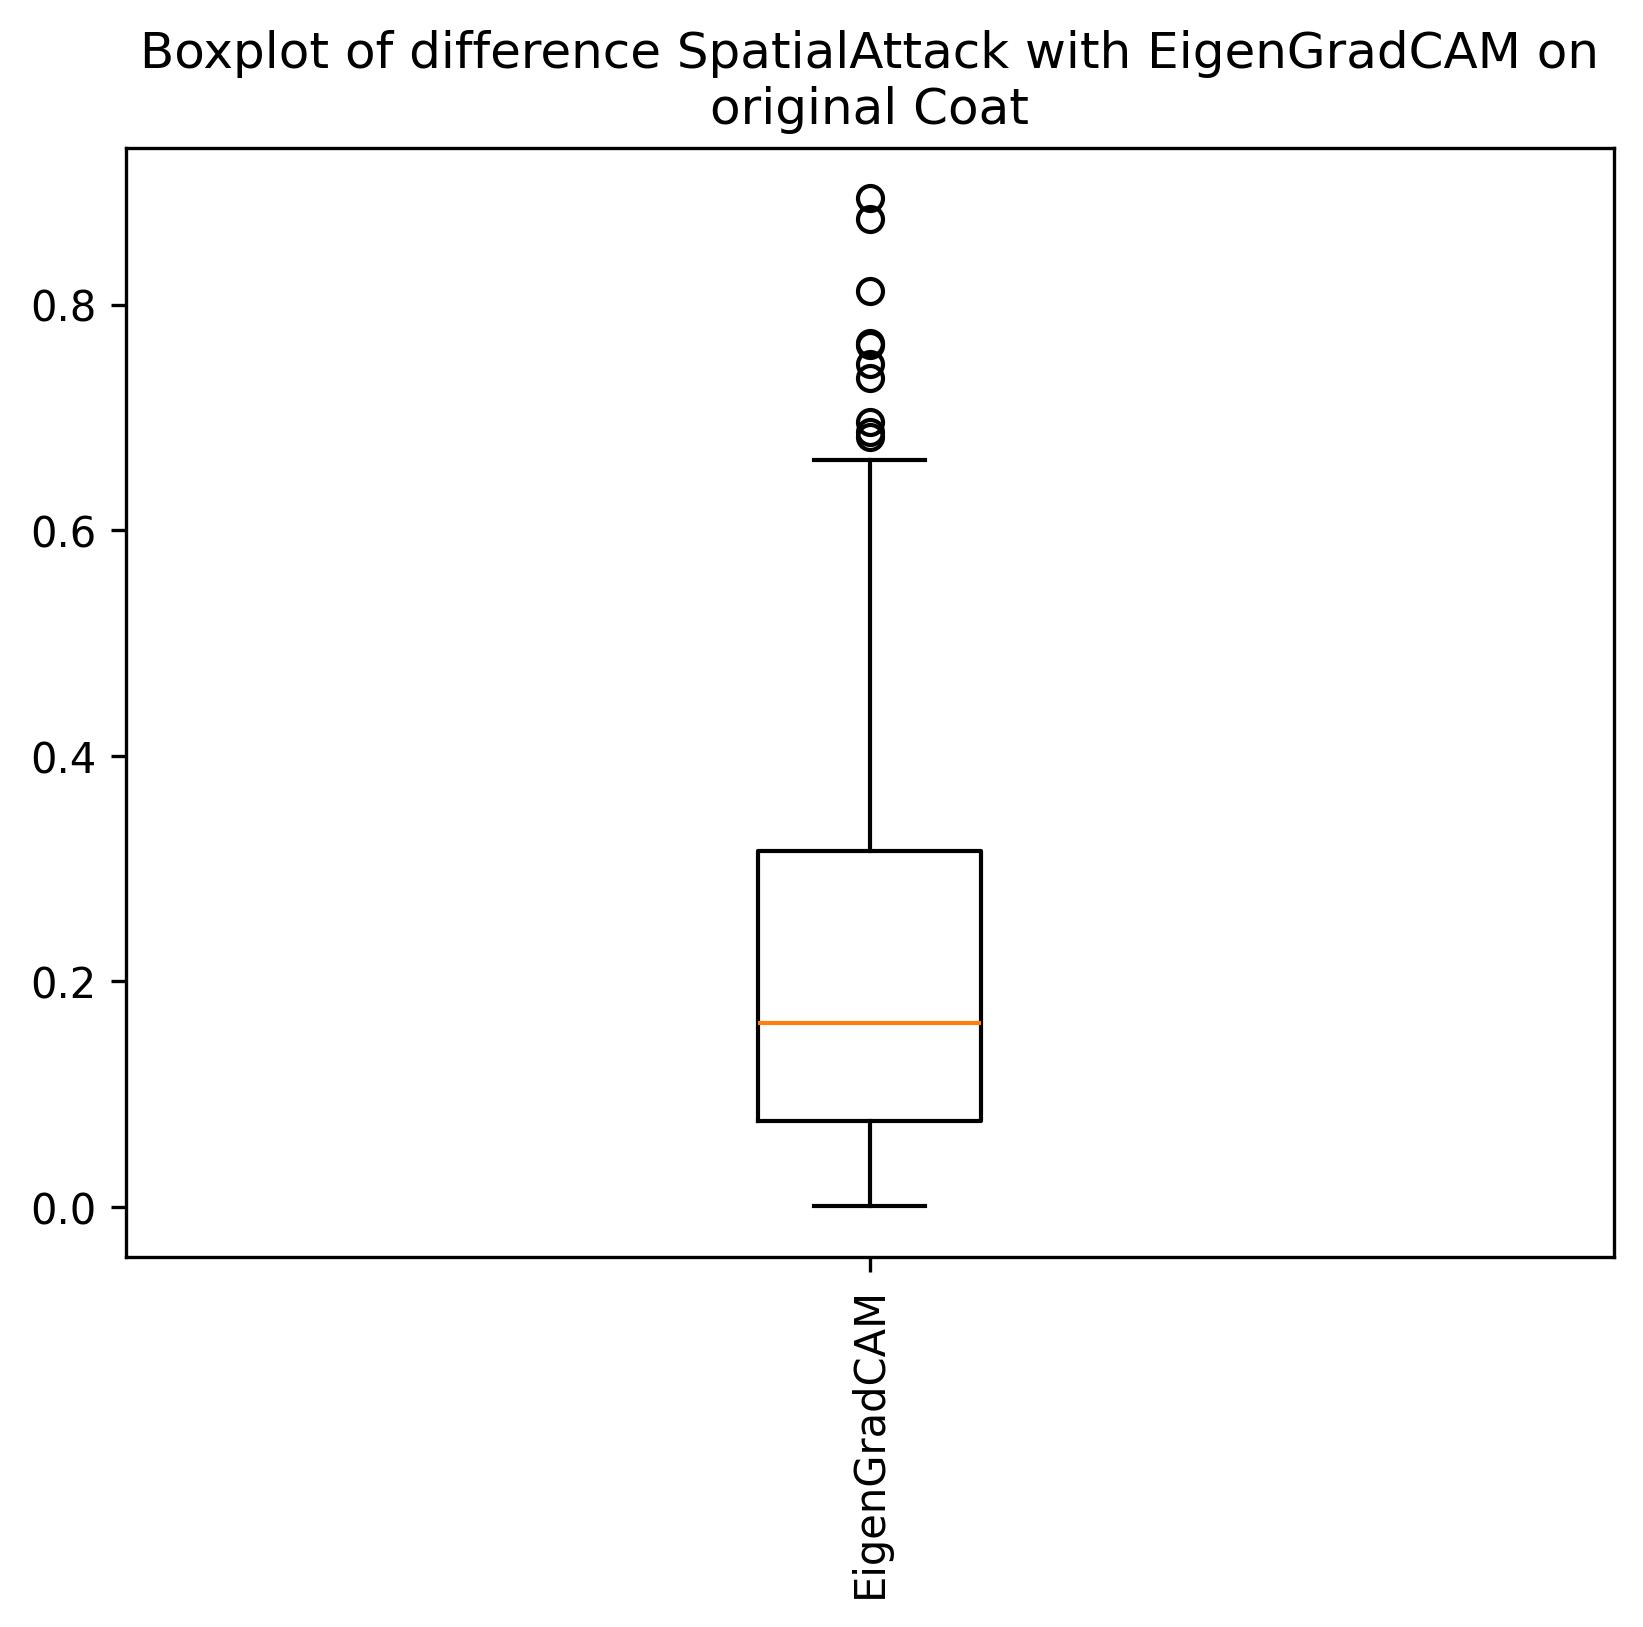 Boxplot of difference SpatialAttack with EigenGradCAM on
original Coat
0.8
0.6
0.4
0.2
0.0
EigenGradCAM